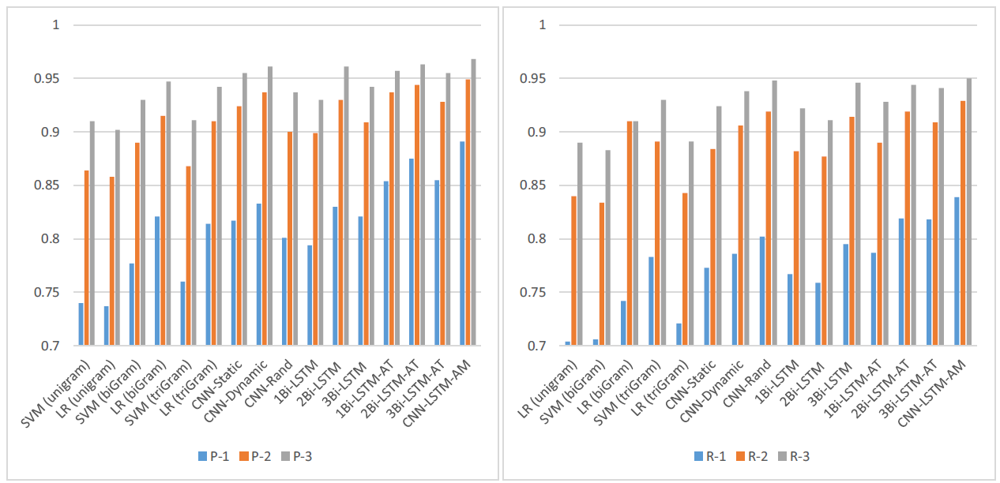 1
0.95
0.9
0.85
0.8
0.75
0.7
SVM (unigram)
LR (unigram)
SVM (biGram)
LR (biGram)
SVM (triGram)
LR (triGram)
CNN-Static
CNN-Dynamic
CNN-Rand
1Bi-LSTM
2Bi-LSTM
3Bi-LSTM
1Bi-LSTM-AT
2Bi-LSTM-AT
3Bi-LSTM-AT
CNN-LSTM-AM
P-1 P-2 P-3
1
0.95
0.9
0.85
0.8
0.75
0.7
LR (unigram)
SVM (biGram)
LR (biGram)
SVM (triGram)
LR (triGram)
CNN-Static
CNN-Dynamic
CNN-Rand
1Bi-LSTM
2Bi-LSTM
3Bi-LSTM
1Bi-LSTM-AT
2Bi-LSTM-AT
3Bi-LSTM-AT
CNN-LSTM-AM
R-1 R-2 R-3